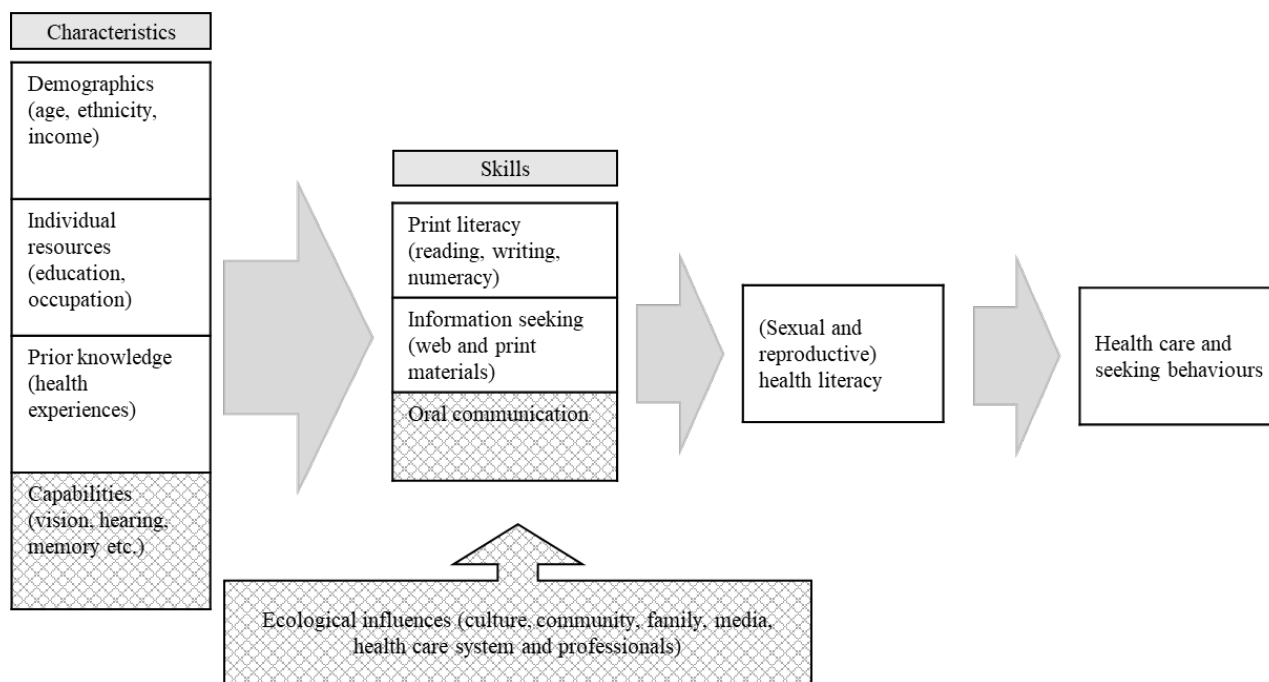 Characteristics
Demographics
(age, ethnicity,
income)
Individual
resources
(education,
occupation)
Prior knowledge
(health
experiences)
Capabilities
(vision, hearing,
memory etc.)
Skills
Print literacy
(reading, writing,
numeracy)
Information seeking
(web and print
materials)
Oral communication
Ecological influences (culture, community, family, media,
health care system and professionals)
(Sexual and
reproductive)
health literacy
Health care and
seeking behaviours